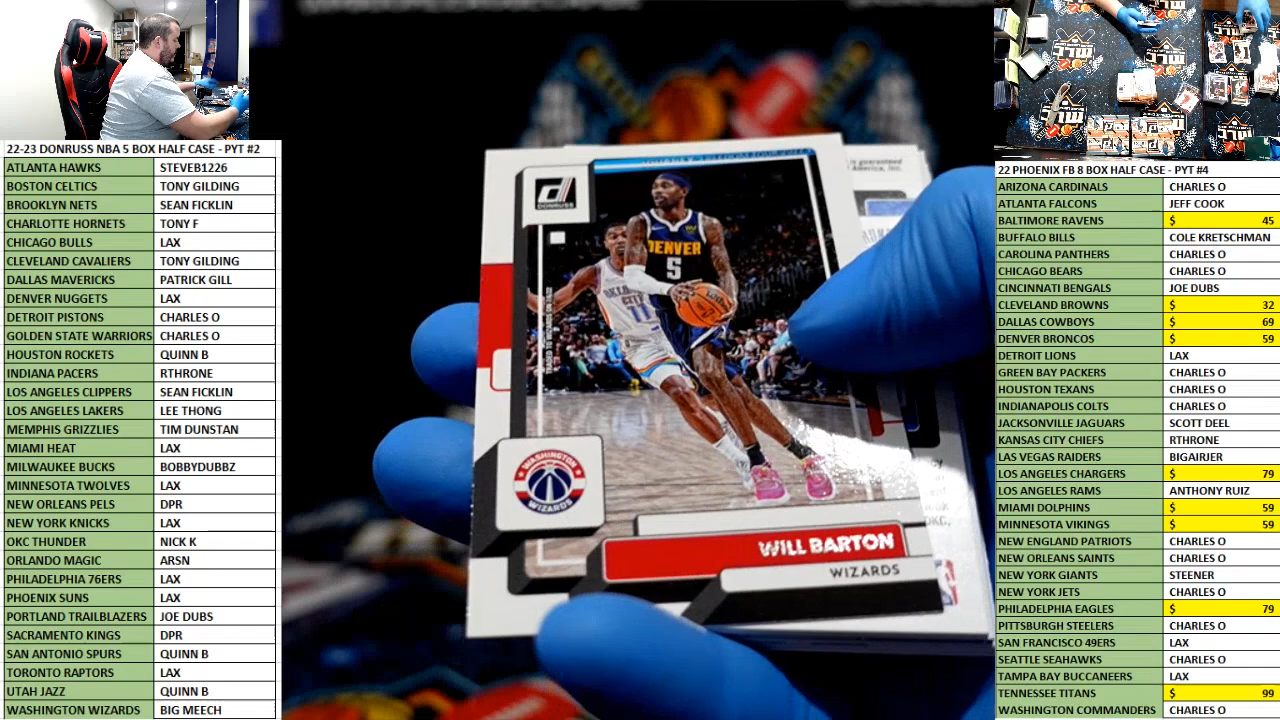 22-23 DONRUSS NBA 5 BOX HALF CASE - PYT #2
ATLANTA HAWKS STEVEB1226
BOSTON CELTICS TONY GILDING
BROOKLYN NETS SEAN FICKLIN
CHARLOTTE HORNETS TONY F
CHICAGO BULLS LAX
CLEVELAND CAVALIERS TONY GILDING
DALLAS MAVERICKS PATRICK GILL
DENVER NUGGETS LAX
DETROIT PISTONS CHARLES O
GOLDEN STATE WARRIORS CHARLES O
HOUSTON ROCKETS QUINN B
INDIANA PACERS RTHRONE
LOS ANGELES CLIPPERS SEAN FICKLIN
LOS ANGELES LAKERS LEE THONG
MEMPHIS GRIZZLIES TIM DUNSTAN
MIAMI HEAT LAX
MILWAUKEE BUCKS BOBBYDUBBZ
MINNESOTA TWOLVES LAX
NEW ORLEANS PELS DPR
NEW YORK KNICKS LAX
OKC THUNDER NICK K
ORLANDO MAGIC ARSN
PHILADELPHIA 76ERS LAX
PHOENIX SUNS LAX
PORTLAND TRAILBLAZERS JOE DUBS
SACRAMENTO KINGS DPR
SAN ANTONIO SPURS QUINN B
TORONTO RAPTORS LAX
UTAH JAZZ QUINN B
WASHINGTON WIZARDS BIG MEECH
DONRUSS
DENVER
5
11
WASHINGTON
WIZARDS
WILL BARTON
WIZARDS
22 PHOENIX FB 8 BOX HALF CASE - PYT #4
ARIZONA CARDINALS CHARLES O
ATLANTA FALCONS JEFF COOK
BALTIMORE RAVENS $ 45
BUFFALO BILLS COLE KRETSCHMAN
CAROLINA PANTHERS CHARLES O
CHICAGO BEARS CHARLES O
CINCINNATI BENGALS JOE DUBS
CLEVELAND BROWNS $ 32
DALLAS COWBOYS $ 69
DENVER BRONCOS $ 59
DETROIT LIONS LAX
GREEN BAY PACKERS CHARLES O
HOUSTON TEXANS CHARLES O
INDIANAPOLIS COLTS CHARLES O
JACKSONVILLE JAGUARS SCOTT DEEL
KANSAS CITY CHIEFS RTHRONE
LAS VEGAS RAIDERS BIGAIRJER
LOS ANGELES CHARGERS $ 79
LOS ANGELES RAMS ANTHONY RUIZ
MIAMI DOLPHINS $ 59
MINNESOTA VIKINGS $ 59
NEW ENGLAND PATRIOTS CHARLES O
NEW ORLEANS SAINTS CHARLES O
NEW YORK GIANTS STEENER
NEW YORK JETS CHARLES O
PHILADELPHIA EAGLES $ 79
PITTSBURGH STEELERS CHARLES O
SAN FRANCISCO 49ERS LAX
SEATTLE SEAHAWKS CHARLES O
TAMPA BAY BUCCANEERS LAX
TENNESSEE TITANS $ 99
WASHINGTON COMMANDERS CHARLES O